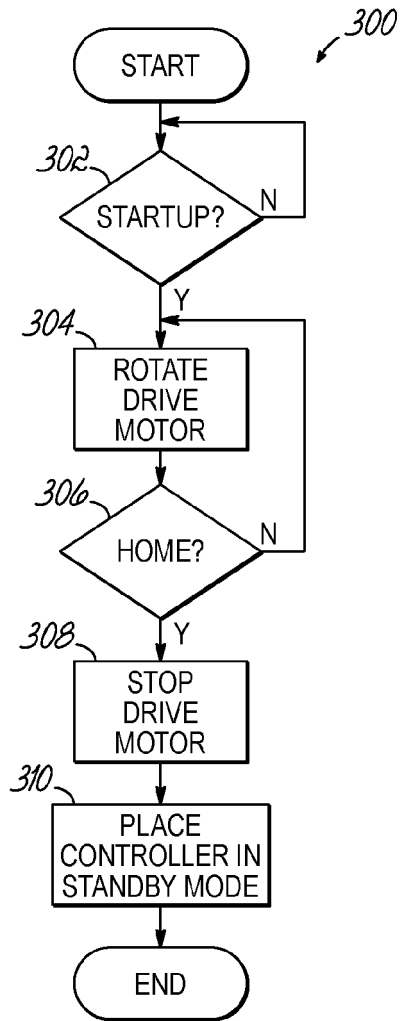 300
START
302
STARTUP?
N
Y
304
ROTATE
DRIVE
MOTOR
306
HOME?
N
Y
308
STOP
DRIVE
MOTOR
310
PLACE
CONTROLLER IN
STANDBY MODE
END